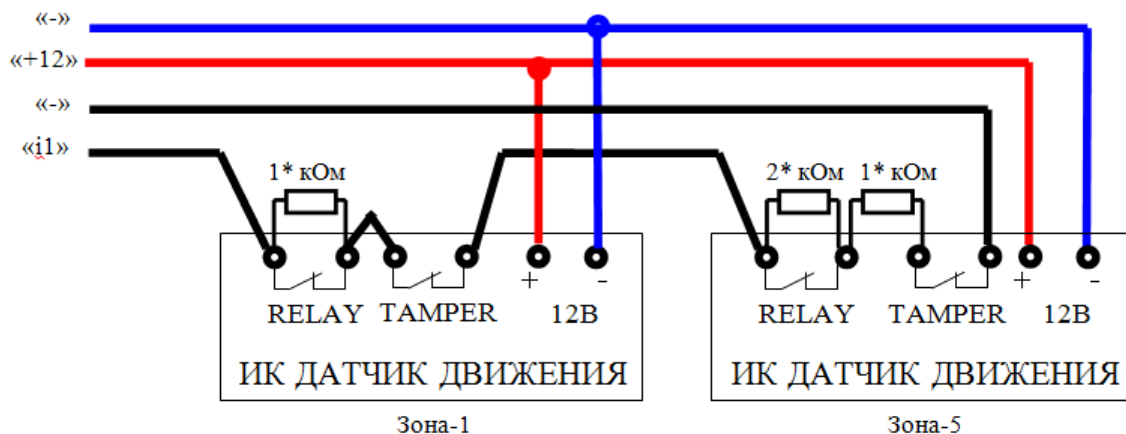 «-»
«+12»
«-»
«i1»
1* кОм
2* кОм 1* кОм
+ - + -
RELAY TAMPER 12В RELAY TAMPER 12В
ИК ДАТЧИК ДВИЖЕНИЯ ИК ДАТЧИК ДВИЖЕНИЯ
Зона-1 Зона-5